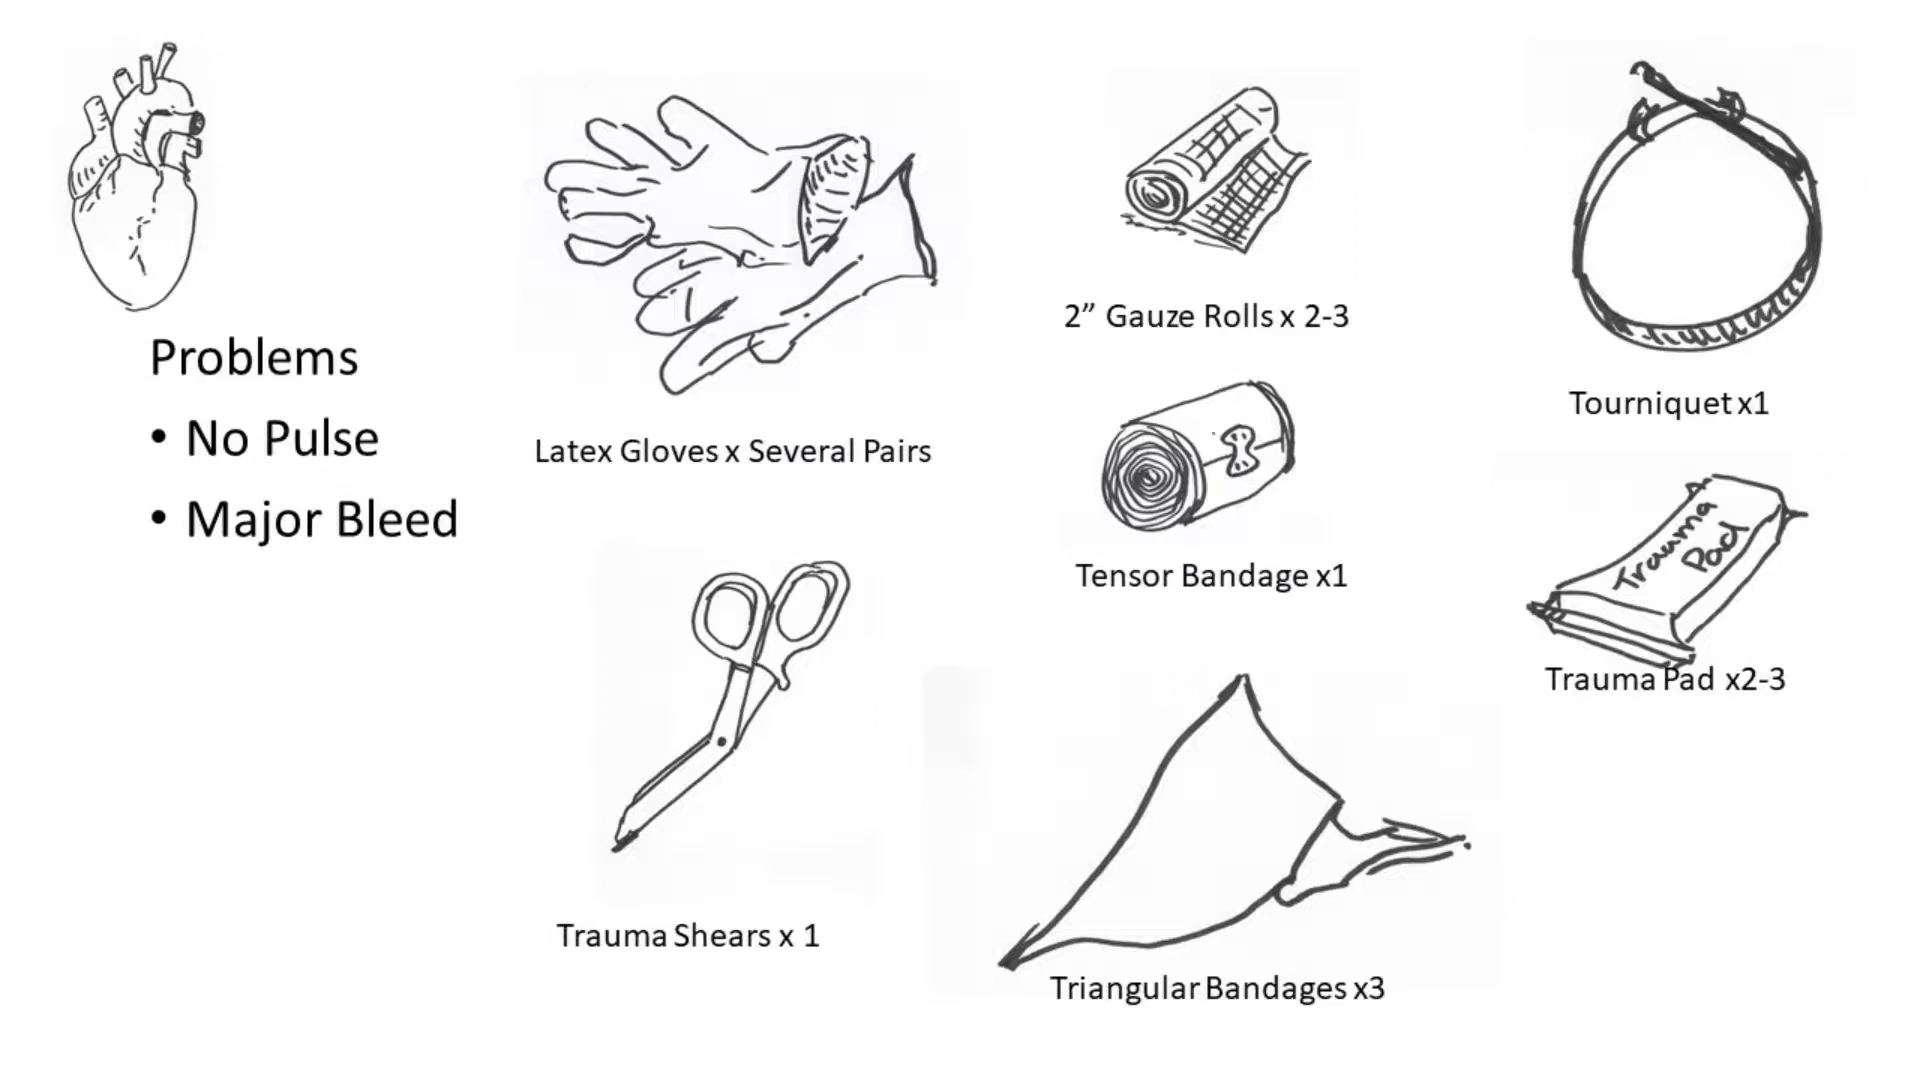 Problems
• No Pulse
• Major Bleed
Latex Gloves x Several Pairs
2” Gauze Rolls x 2-3
Tourniquet x1
Tensor Bandage x1
Trauma
Pad
Trauma Pad x2-3
Trauma Shears x 1
Triangular Bandages x3